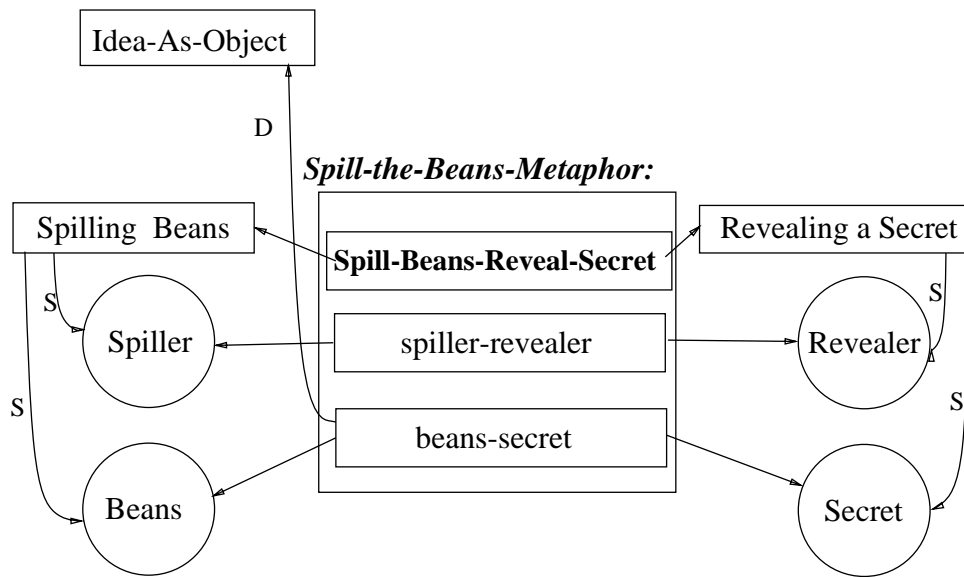 Idea-As-Object
D
Spill-the-Beans-Metaphor:
Spilling Beans
Revealing a Secret
Spill-Beans-Reveal-Secret
S
S
Spiller
spiller-revealer
Revealer
S
S
beans-secret
Beans
Secret